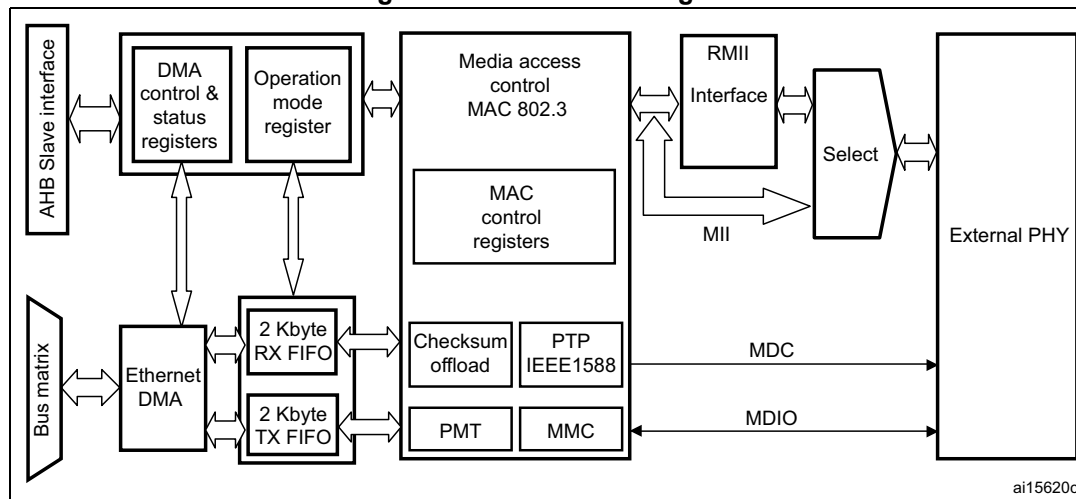 AHB Slave interface
DMA
control &
status
registers
Operation
mode
register
Media access
control
MAC 802.3
RMII
Interface
Select
MAC
control
registers
MII
External PHY
Bus matrix
Ethernet
DMA
2 Kbyte
RX FIFO
2 Kbyte
TX FIFO
Checksum
offload
PTP
IEEE1588
PMT
MMC
MDC
MDIO